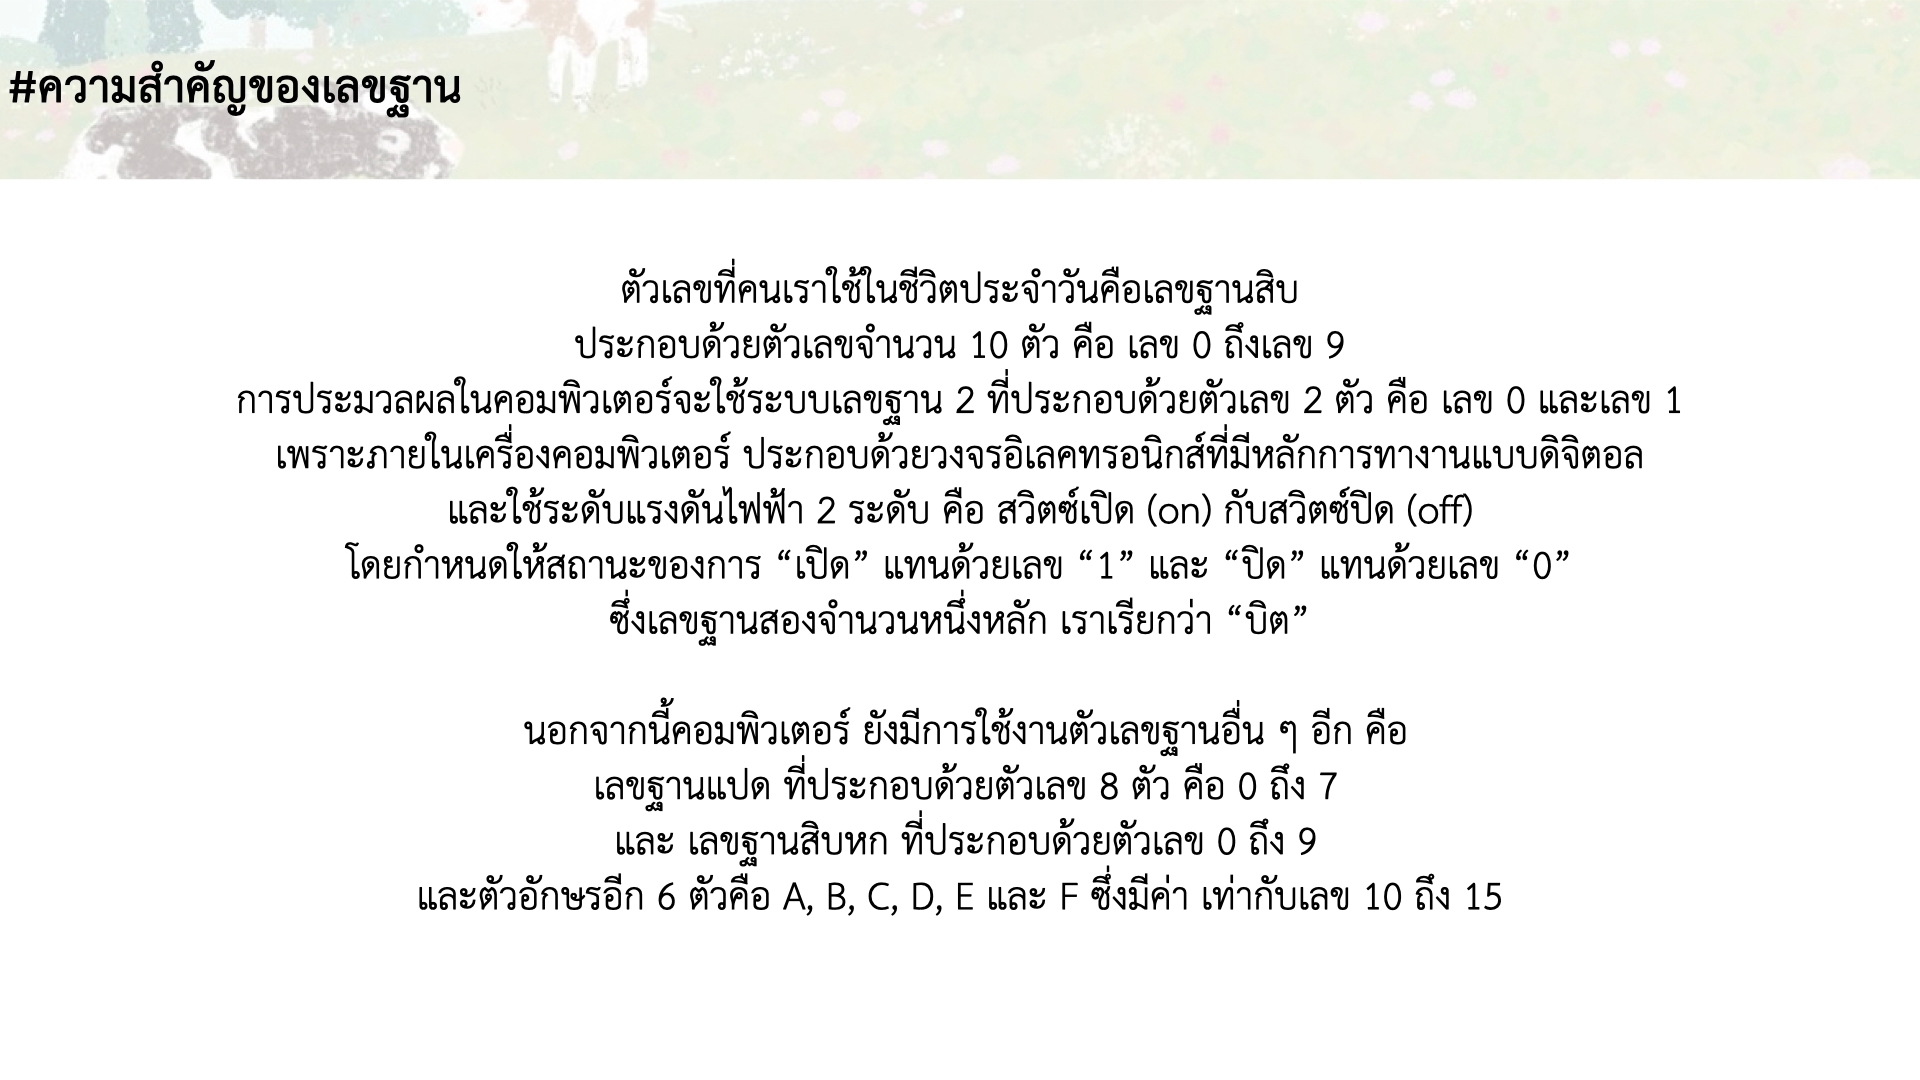 #ความสำคัญของเลขฐาน
ตัวเลขที่คนเราใช้ในชีวิตประจำวันคือเลขฐานสิบ
ประกอบด้วยตัวเลขจำนวน 10 ตัว คือ เลข 0 ถึงเลข 9
การประมวลผลในคอมพิวเตอร์จะใช้ระบบเลขฐาน 2 ที่ประกอบด้วยตัวเลข 2 ตัว คือ เลข 0 และเลข 1
เพราะภายในเครื่องคอมพิวเตอร์ ประกอบด้วยวงจรอิเลคทรอนิกส์ที่มีหลักการทางานแบบดิจิตอล
และใช้ระดับแรงดันไฟฟ้า 2 ระดับ คือ สวิตซ์เปิด (on) กับสวิตซ์ปิด (off)
โดยกำหนดให้สถานะของการ “เปิด” แทนด้วยเลข “1” และ “ปิด” แทนด้วยเลข “0”
ซึ่งเลขฐานสองจำนวนหนึ่งหลัก เราเรียกว่า “บิต”
นอกจากนี้คอมพิวเตอร์ ยังมีการใช้งานตัวเลขฐานอื่น ๆ อีก คือ
เลขฐานแปด ที่ประกอบด้วยตัวเลข 8 ตัว คือ 0 ถึง 7
และ เลขฐานสิบหก ที่ประกอบด้วยตัวเลข 0 ถึง 9
และตัวอักษรอีก 6 ตัวคือ A, B, C, D, E และ F ซึ่งมีค่า เท่ากับเลข 10 ถึง 15